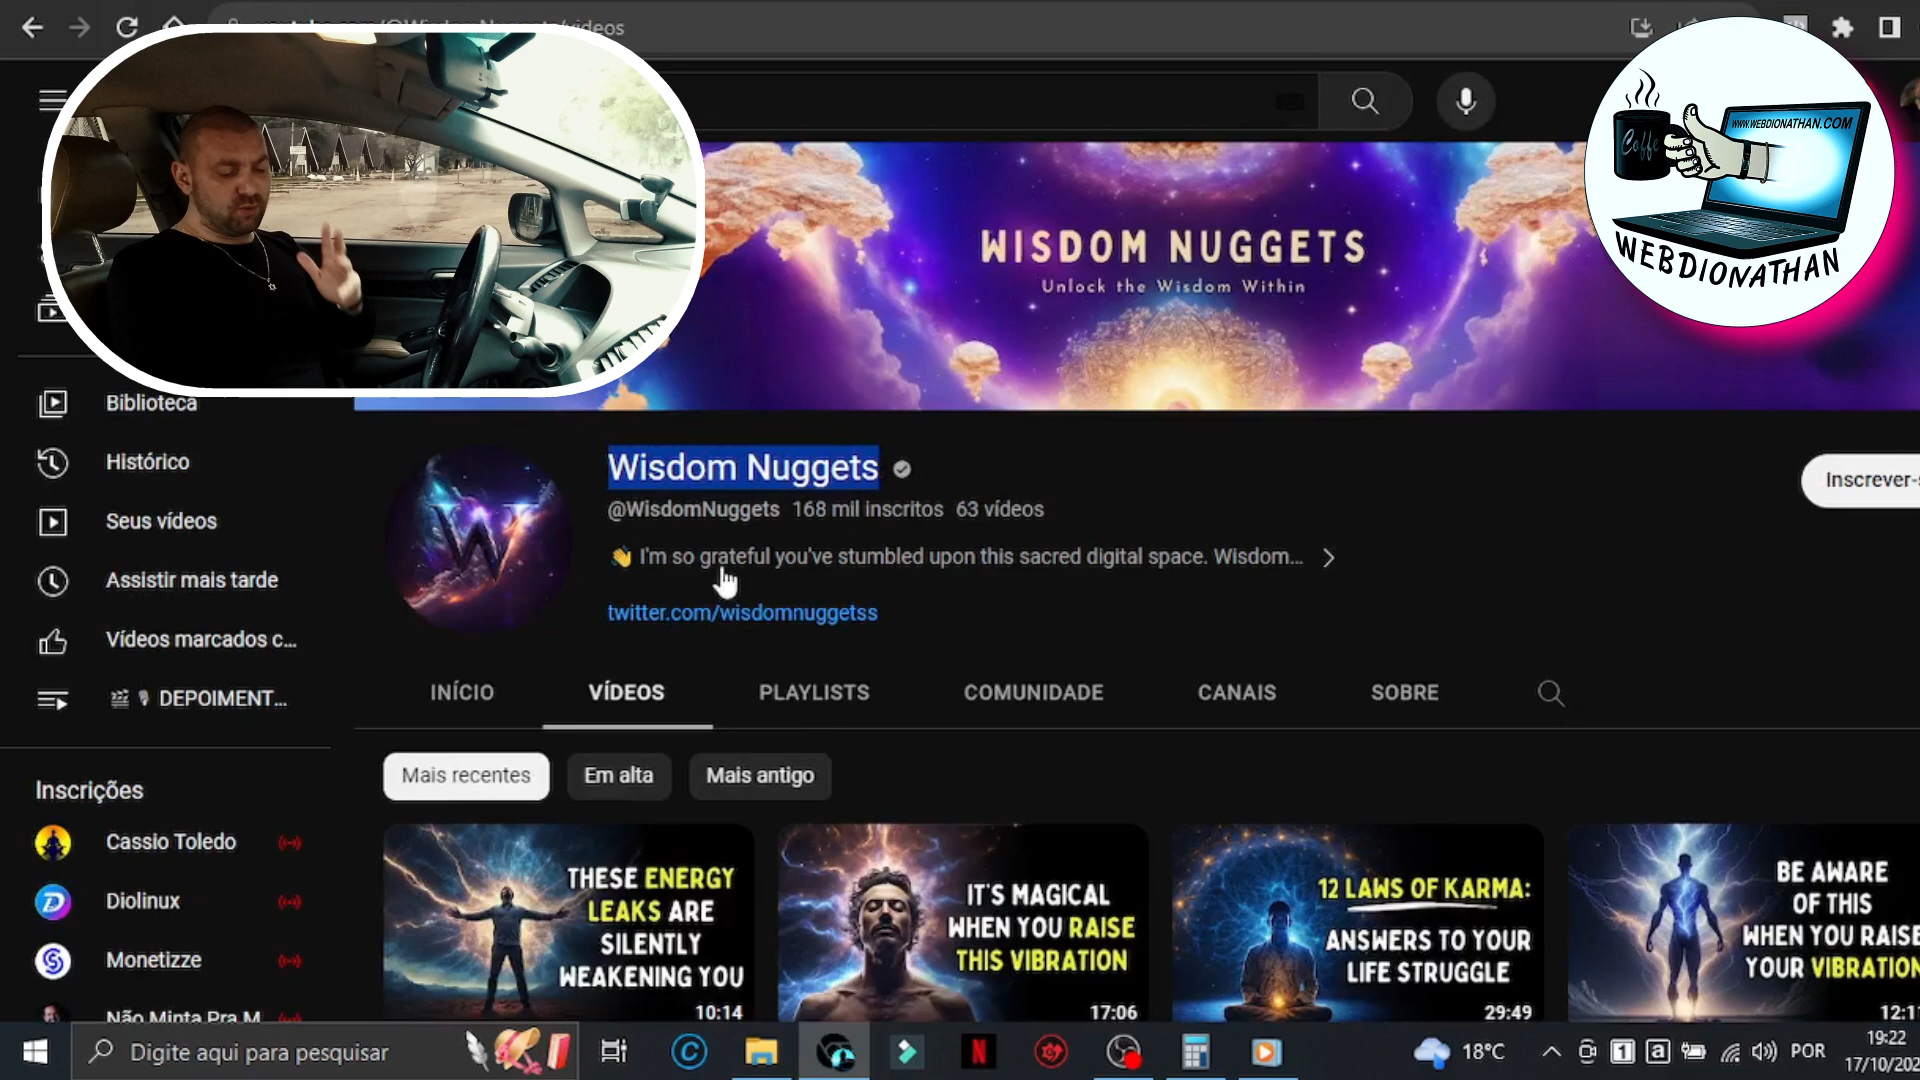 WWW.WEBDIONATHAN.COM
Coffe
WEBDIONATHAN
WISDOM NUGGETS
Unlock the Wisdom Within
Biblioteca
Histórico
Seus vídeos
Assistir mais tarde
Vídeos marcados c...
DEPOIMENT...
Inscrições
Cassio Toledo
Diolinux
Monetizze
Não Minta Pra M
Wisdom Nuggets
@WisdomNuggets 168 mil inscritos 63 vídeos
👋 I'm so grateful you've stumbled upon this sacred digital space. Wisdom...
twitter.com/wisdomnuggetss
Inscrever-s
INÍCIO VÍDEOS PLAYLISTS COMUNIDADE CANAIS SOBRE
Mais recentes Em alta Mais antigo
THESE ENERGY
LEAKS ARE
SILENTLY
WEAKENING YOU
10:14
IT'S MAGICAL
WHEN YOU RAISE
THIS VIBRATION
17:06
12 LAWS OF KARMA:
ANSWERS TO YOUR
LIFE STRUGGLE
29:49
BE AWARE
OF THIS
WHEN YOU RAISE
YOUR VIBRATION
12:1
Digite aqui para pesquisar
18°C
POR
19:22
17/10/202